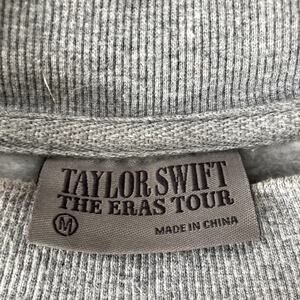 TAYLOR SWIFT
THE ERAS TOUR
M
MADE IN CHINA